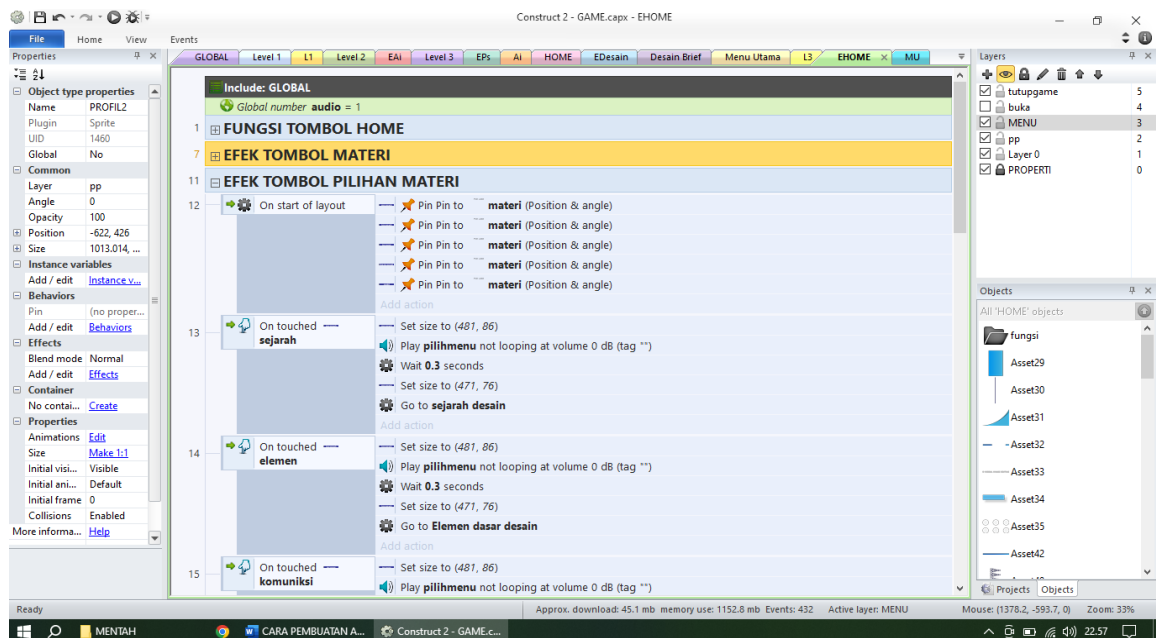 Construct 2 - GAME.capx - EHOME
File Home View Events
Properties
GLOBAL Level 1 L1 Level 2 EAi Level 3 EPs Ai HOME EDesain Desain Brief Menu Utama L3 EHOME MU
Layers
Object type properties
Name PROFIL2
Plugin Sprite
UID 1460
Global No
Common
Layer pp
Angle 0
Opacity 100
Position -622, 426
Size 1013.014, ...
Instance variables
Add / edit Instance v...
Behaviors
Pin (no proper...
Add / edit Behaviors
Effects
Blend mode Normal
Add / edit Effects
Container
No contai... Create
Properties
Animations Edit
Size Make 1:1
Initial visi... Visible
Initial ani... Default
Initial frame 0
Collisions Enabled
More informa... Help
Include: GLOBAL
Global number audio = 1
1 FUNGSI TOMBOL HOME
7 EFEK TOMBOL MATERI
11 EFEK TOMBOL PILIHAN MATERI
12 On start of layout
Pin Pin to materi (Position & angle)
Pin Pin to materi (Position & angle)
Pin Pin to materi (Position & angle)
Pin Pin to materi (Position & angle)
Pin Pin to materi (Position & angle)
Add action
13 On touched sejarah
Set size to (481, 86)
Play pilihmenu not looping at volume 0 dB (tag "")
Wait 0.3 seconds
Set size to (471, 76)
Go to sejarah desain
Add action
14 On touched elemen
Set size to (481, 86)
Play pilihmenu not looping at volume 0 dB (tag "")
Wait 0.3 seconds
Set size to (471, 76)
Go to Elemen dasar desain
Add action
15 On touched komuniksi
Set size to (481, 86)
Play pilihmenu not looping at volume 0 dB (tag "")
tutupgame 5
buka 4
MENU 3
pp 2
Layer 0 1
PROPERTI 0
Objects
All 'HOME' objects
fungsi
Asset29
Asset30
Asset31
Asset32
Asset33
Asset34
Asset35
Asset42
Projects Objects
Ready
Approx. download: 45.1 mb memory use: 1152.8 mb Events: 432 Active layer: MENU Mouse: (1378.2, -593.7, 0) Zoom: 33%
MENTAH CARA PEMBUATAN A... Construct 2 - GAME.c... 22.57